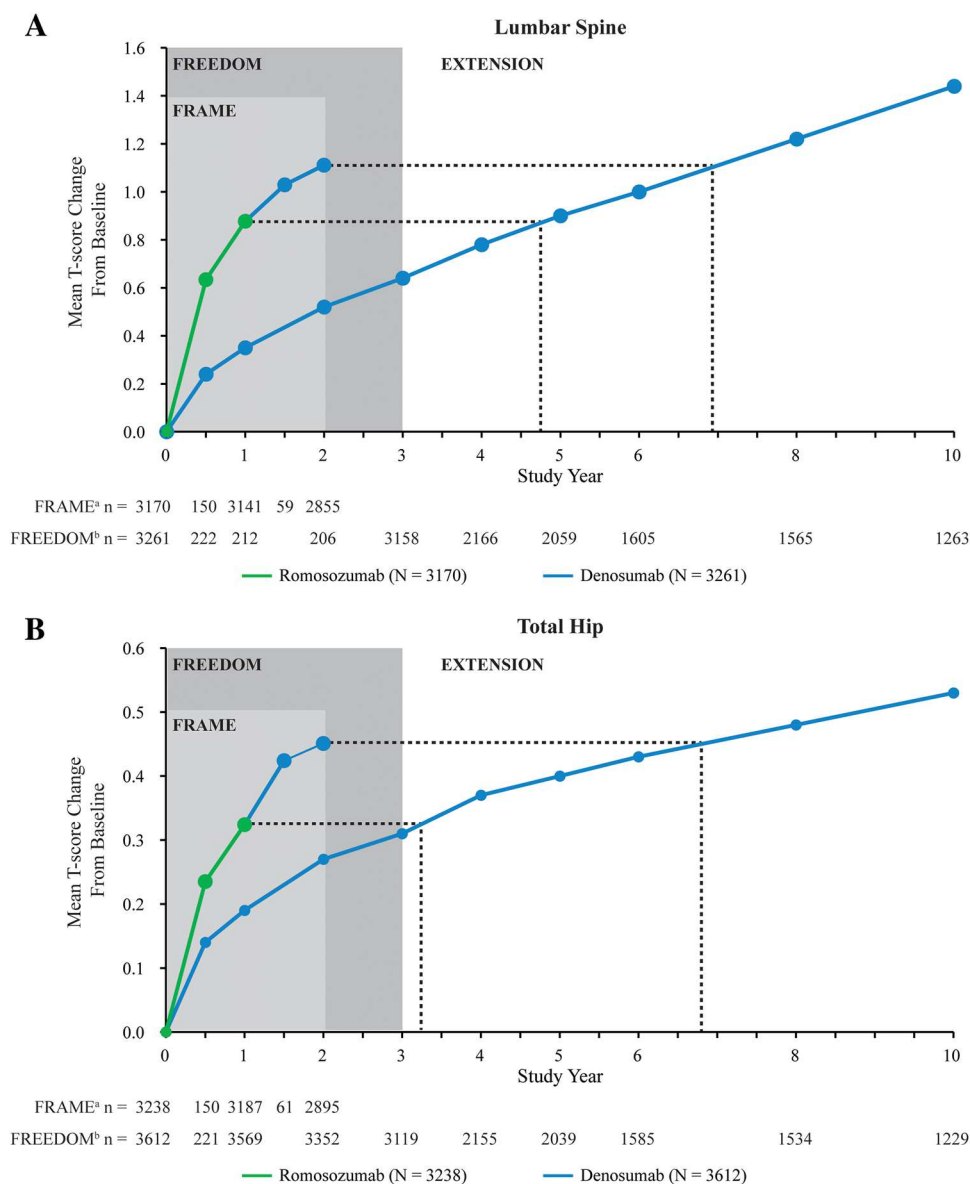 A
Lumbar Spine
1.6
FREEDOM
EXTENSION
1.4
FRAME
1.2
1.0
0.8
0.6
0.4
0.2
0.0
Mean T-score Change
From Baseline
0 1 2 3 4 5 6 8 10
Study Year
FRAMEᵃ n = 3170 150 3141 59 2855
FREEDOMᵇ n = 3261 222 212 206 3158 2166 2059 1605 1565 1263
Romosozumab (N = 3170) Denosumab (N = 3261)
B
Total Hip
0.6
FREEDOM
EXTENSION
0.5
FRAME
0.4
0.3
0.2
0.1
0.0
Mean T-score Change
From Baseline
0 1 2 3 4 5 6 8 10
Study Year
FRAMEᵃ n = 3238 150 3187 61 2895
FREEDOMᵇ n = 3612 221 3569 3352 3119 2155 2039 1585 1534 1229
Romosozumab (N = 3238) Denosumab (N = 3612)